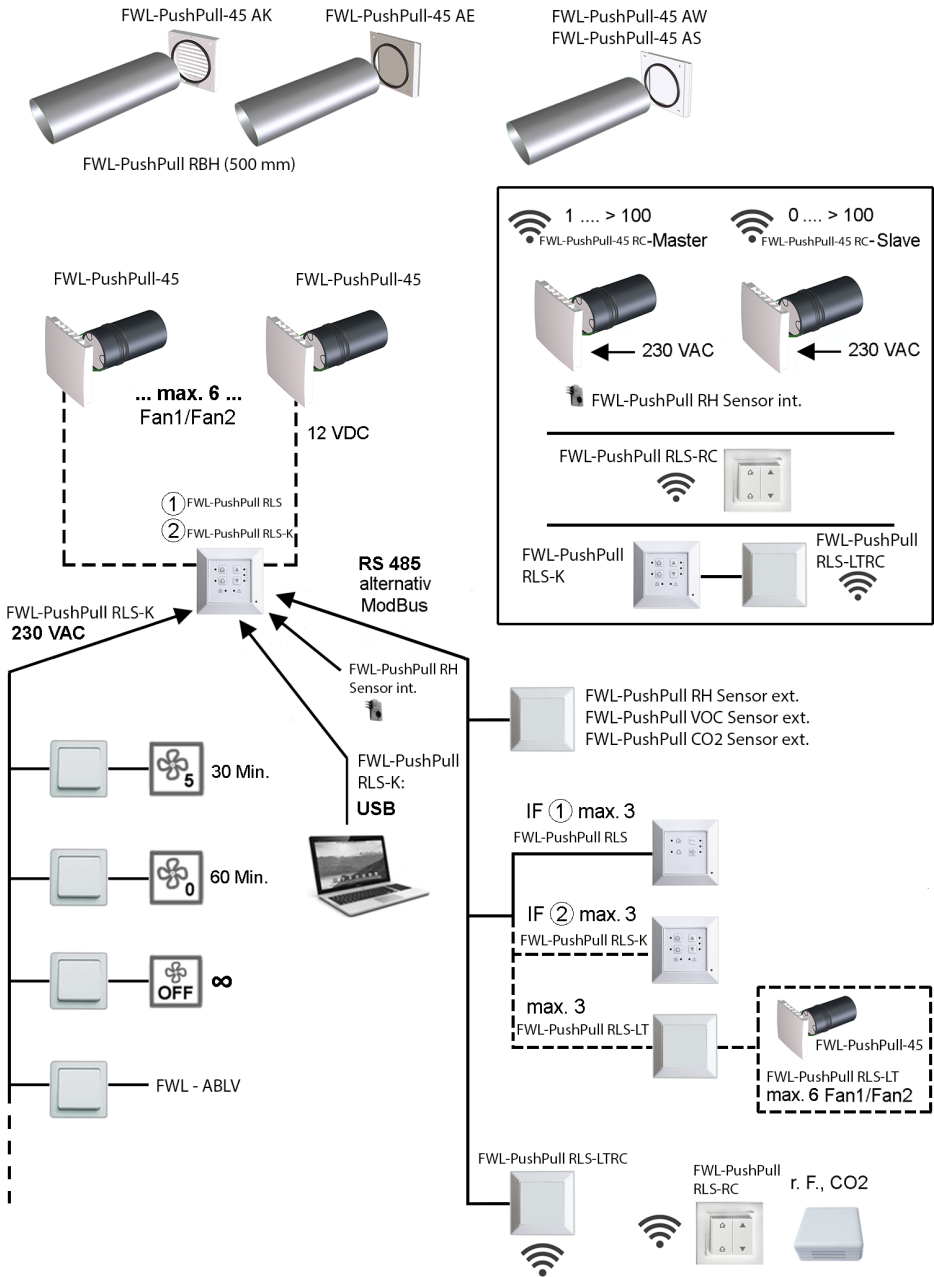 FWL-PushPull-45 AK
FWL-PushPull-45 AE
FWL-PushPull-45 AW
FWL-PushPull-45 AS
FWL-PushPull RBH (500 mm)
1 .... > 100
FWL-PushPull-45 RC-Master
0 .... > 100
FWL-PushPull-45 RC-Slave
230 VAC
230 VAC
FWL-PushPull RH Sensor int.
FWL-PushPull RLS-RC
FWL-PushPull
RLS-K
FWL-PushPull
RLS-LTRC
FWL-PushPull-45
FWL-PushPull-45
... max. 6 ...
Fan1/Fan2
12 VDC
1 FWL-PushPull RLS
2 FWL-PushPull RLS-K
RS 485
alternativ
ModBus
FWL-PushPull RLS-K
230 VAC
FWL-PushPull RH
Sensor int.
FWL-PushPull
RLS-K:
USB
5
30 Min.
0
60 Min.
OFF
∞
FWL - ABLV
FWL-PushPull RH Sensor ext.
FWL-PushPull VOC Sensor ext.
FWL-PushPull CO2 Sensor ext.
IF 1 max. 3
FWL-PushPull RLS
IF 2 max. 3
FWL-PushPull RLS-K
max. 3
FWL-PushPull RLS-LT
FWL-PushPull-45
FWL-PushPull RLS-LT
max. 6 Fan1/Fan2
FWL-PushPull RLS-LTRC
FWL-PushPull
RLS-RC
r. F., CO2